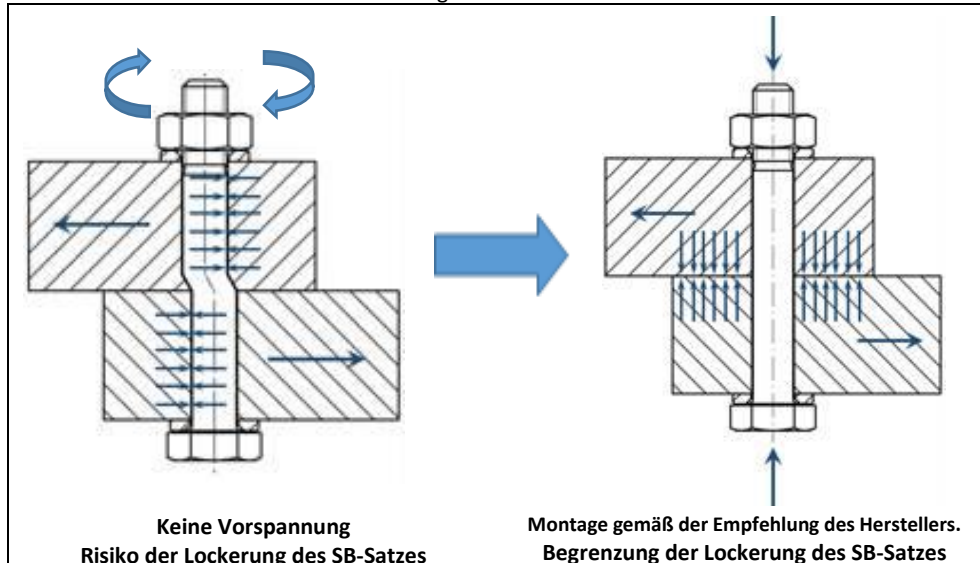 Keine Vorspannung
Risiko der Lockerung des SB-Satzes
Montage gemäß der Empfehlung des Herstellers.
Begrenzung der Lockerung des SB-Satzes